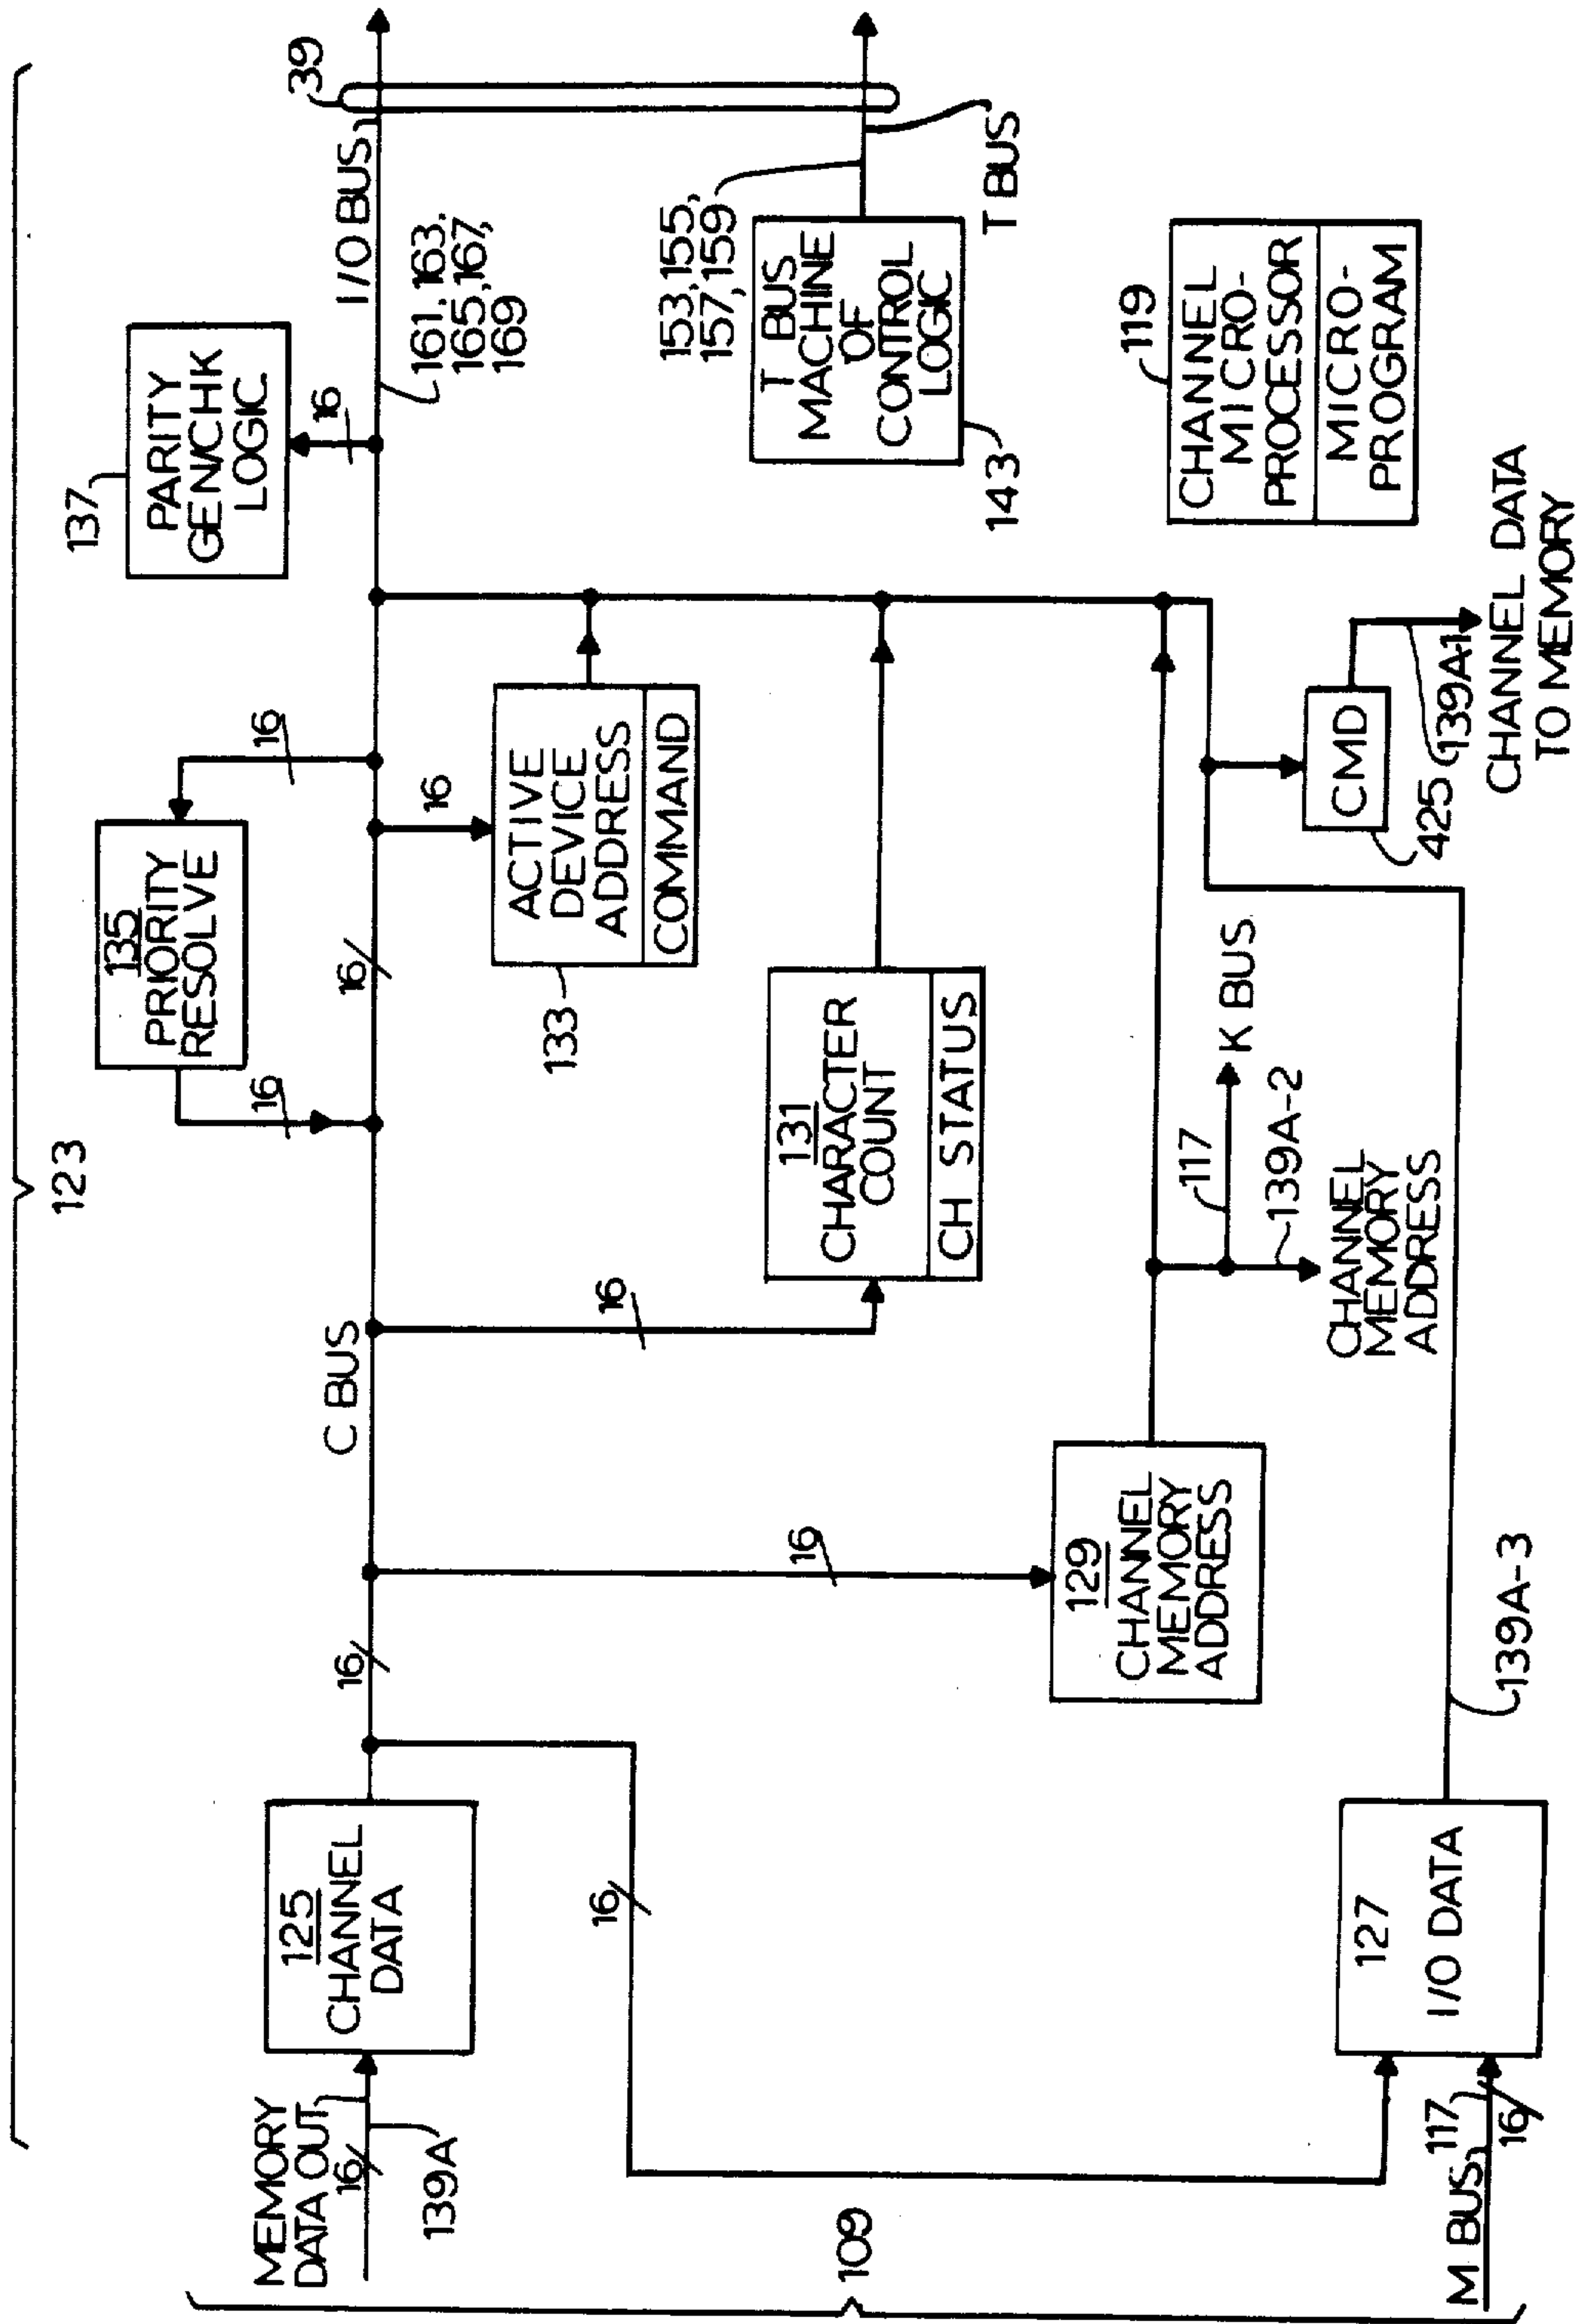 123
MEMORY
DATA OUT
16
139A
125
CHANNEL
DATA
16
C BUS
16
135
PRIORITY
RESOLVE
16
16
16
137
PARITY
GEN/CHK
LOGIC
16
I/O BUS
39
161, 163,
165, 167,
169
16
ACTIVE
DEVICE
ADDRESS
COMMAND
133
153, 155,
157, 159
T BUS
MACHINE
OF
CONTROL
LOGIC
143
T BUS
16
131
CHARACTER
COUNT
CH STATUS
119
CHANNEL
MICRO-
PROCESSOR
MICRO-
PROGRAM
16
129
CHANNEL
MEMORY
ADDRESS
117
K BUS
139A-2
CHANNEL
MEMORY
ADDRESS
CMD
425
139A-1
CHANNEL DATA
TO MEMORY
16
109
M BUS
117
16
127
I/O DATA
139A-3